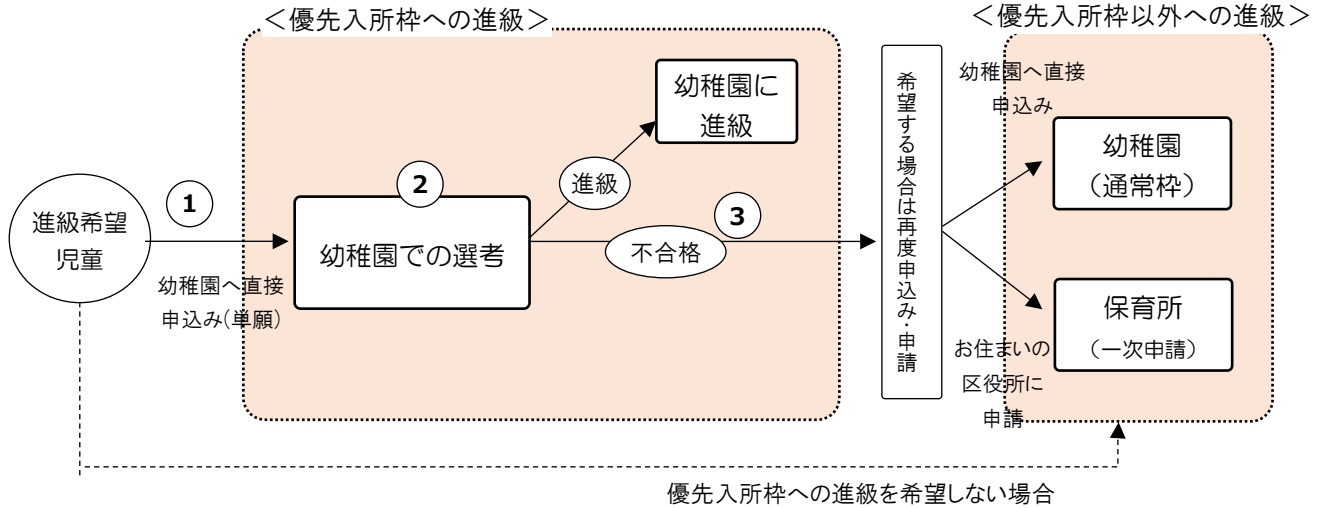 ＜優先入所枠への進級＞
＜優先入所枠以外への進級＞
進級希望
児童
1
幼稚園へ直接
申込み(単願)
2
幼稚園での選考
進級
幼稚園に
進級
3
不合格
希望する場合は再度申込み・申請
幼稚園へ直接
申込み
幼稚園
（通常枠）
お住まいの
区役所に
申請
保育所
（一次申請）
優先入所枠への進級を希望しない場合